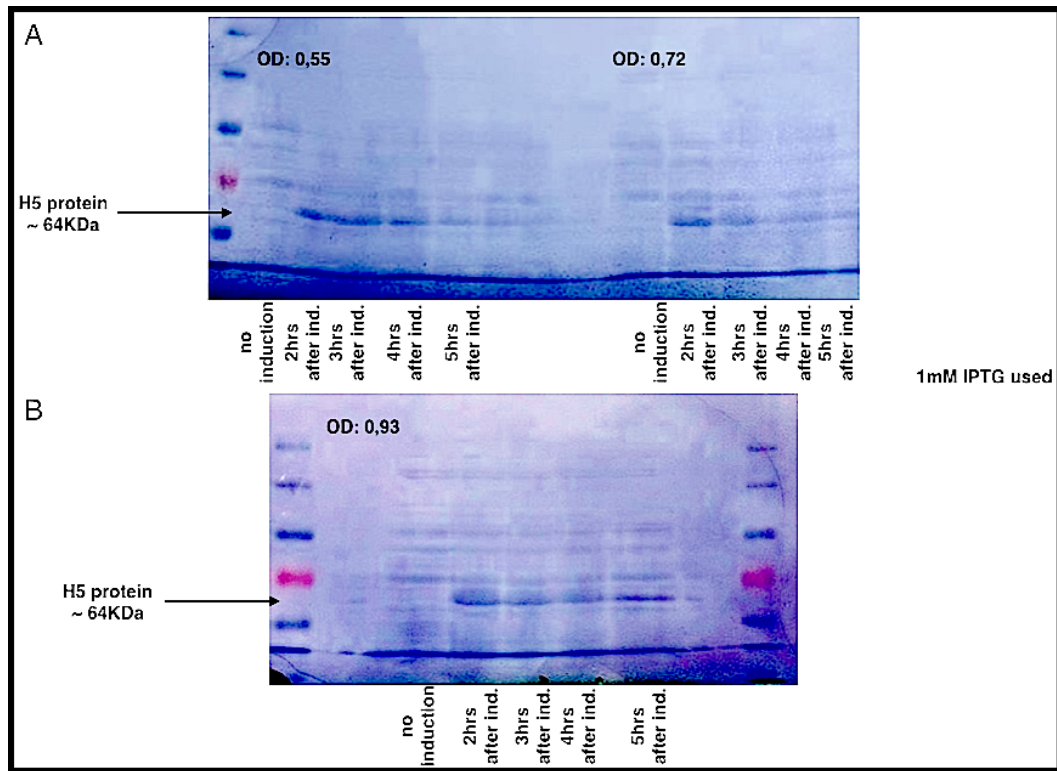 A
OD: 0,55
OD: 0,72
H5 protein
~ 64KDa
no
induction
2hrs
after ind.
3hrs
after ind.
4hrs
after ind.
5hrs
after ind.
no
induction
2hrs
after ind.
3hrs
after ind.
4hrs
after ind.
5hrs
after ind.
1mM IPTG used
B
OD: 0,93
H5 protein
~ 64KDa
no
induction
2hrs
after ind.
3hrs
after ind.
4hrs
after ind.
5hrs
after ind.